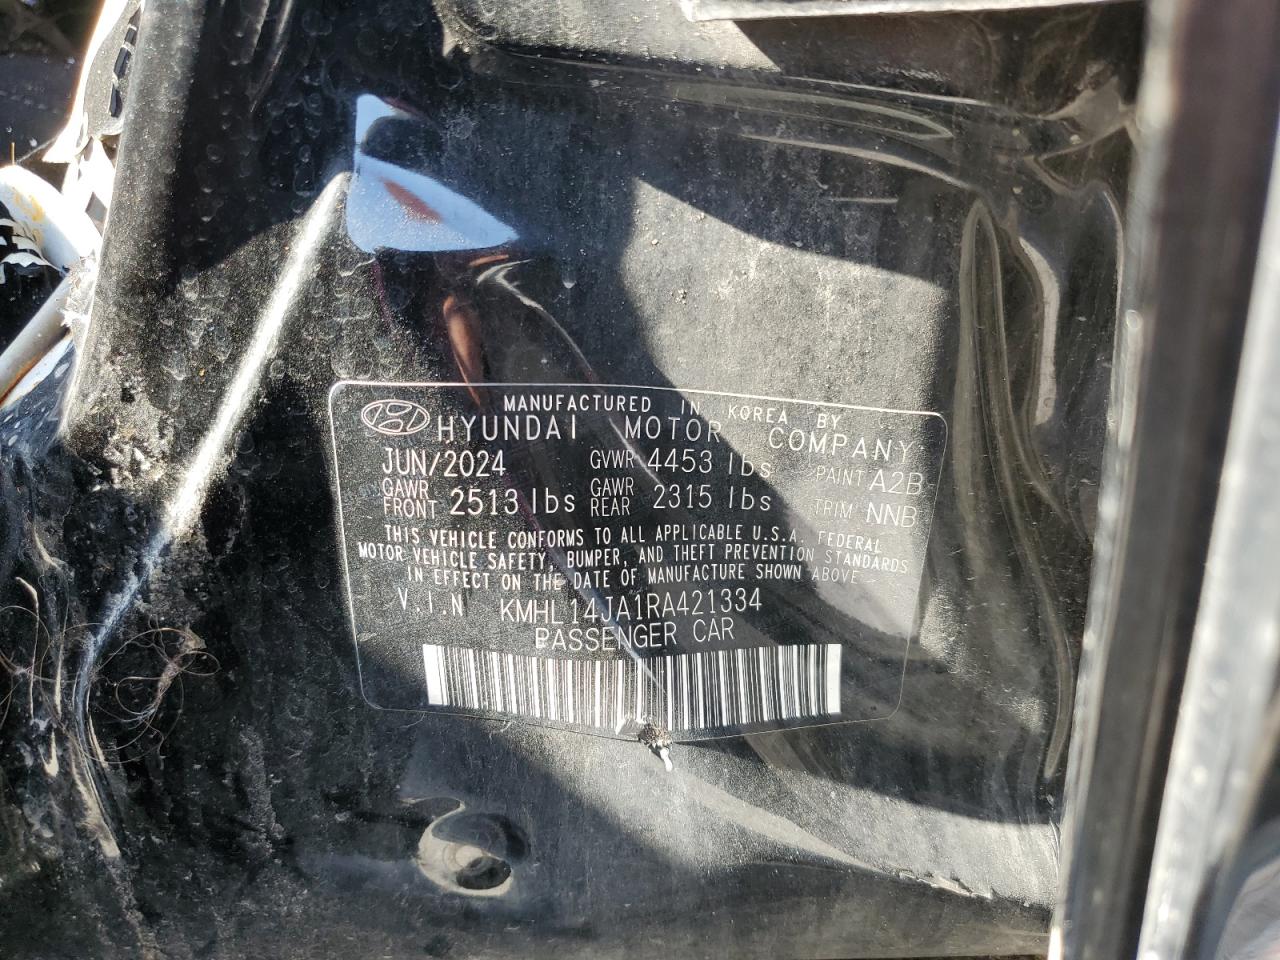 MANUFACTURED IN KOREA BY
HYUNDAI MOTOR COMPANY
JUN/2024 GVWR 4453 lbs PAINT A2B
GAWR FRONT 2513 lbs GAWR REAR 2315 lbs TRIM NNB
THIS VEHICLE CONFORMS TO ALL APPLICABLE U.S.A. FEDERAL
MOTOR VEHICLE SAFETY, BUMPER, AND THEFT PREVENTION STANDARDS
IN EFFECT ON THE DATE OF MANUFACTURE SHOWN ABOVE
V.I.N KMHL14JA1RA421334
PASSENGER CAR